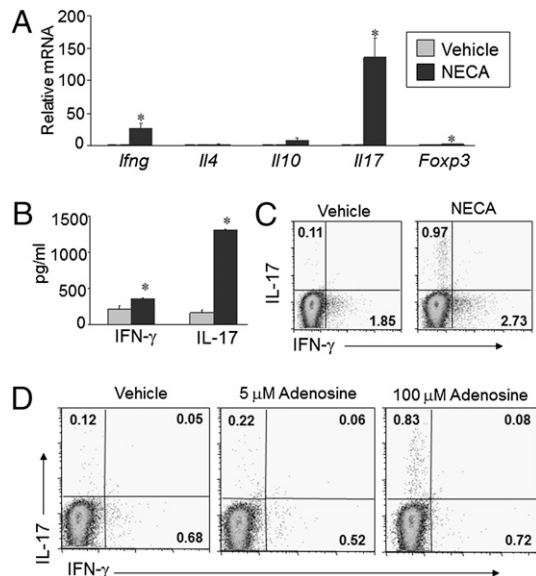 A
Relative mRNA
200
150
100
50
0
*
*
*
Vehicle
NECA
Ifng Il4 Il10 Il17 Foxp3
B
pg/ml
1500
1000
500
0
*
*
IFN-γ IL-17
C
Vehicle NECA
0.11 0.97
IL-17
1.85 2.73
IFN-γ
D
Vehicle 5 μM Adenosine 100 μM Adenosine
0.12 0.05 0.22 0.06 0.83 0.08
IL-17
0.68 0.52 0.72
IFN-γ